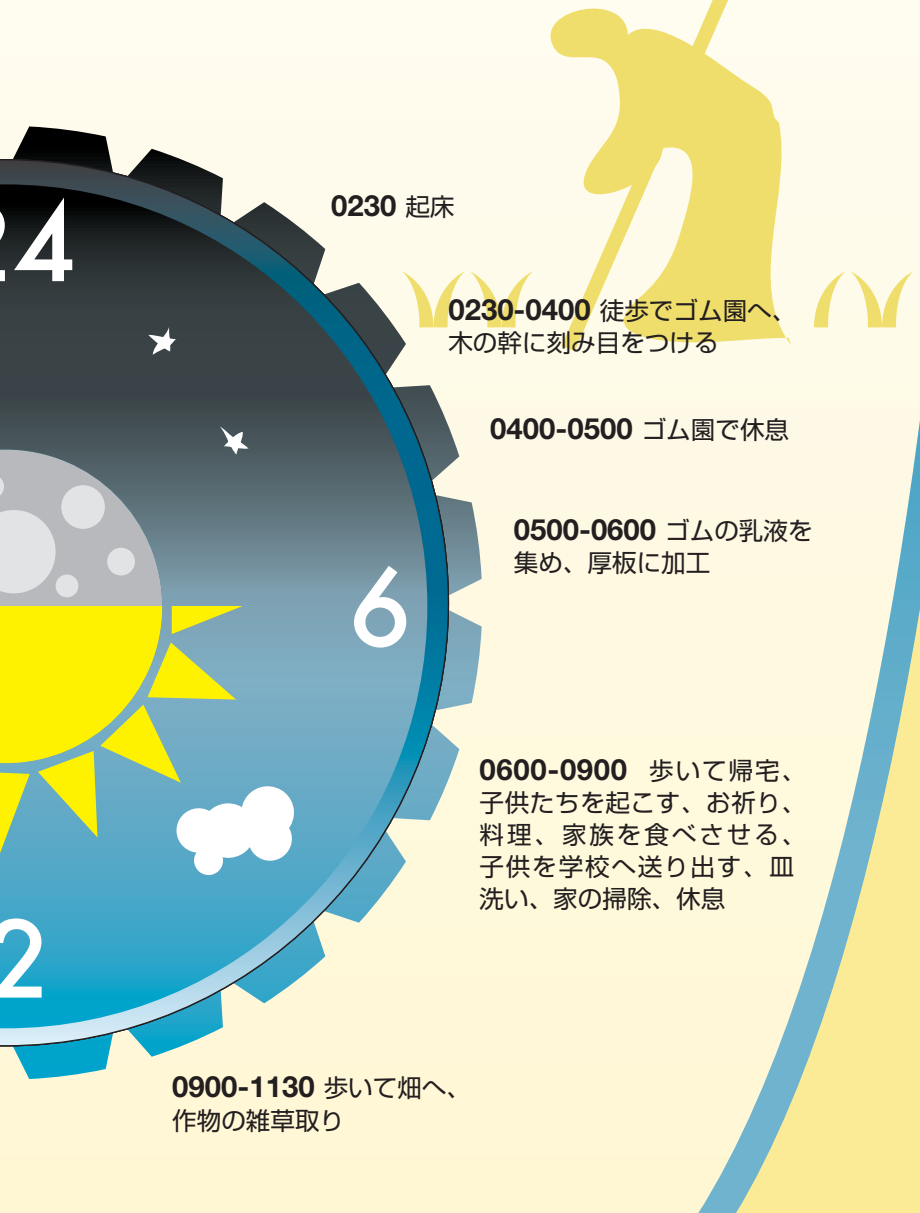 0230 起床
24
0230-0400 徒歩でゴム園へ、
木の幹に刻み目をつける
0400-0500 ゴム園で休息
0500-0600 ゴムの乳液を
集め、厚板に加工
6
0600-0900 歩いて帰宅、
子供たちを起こす、お祈り、
料理、家族を食べさせる、
子供を学校へ送り出す、皿
洗い、家の掃除、休息
2
0900-1130 歩いて畑へ、
作物の雑草取り